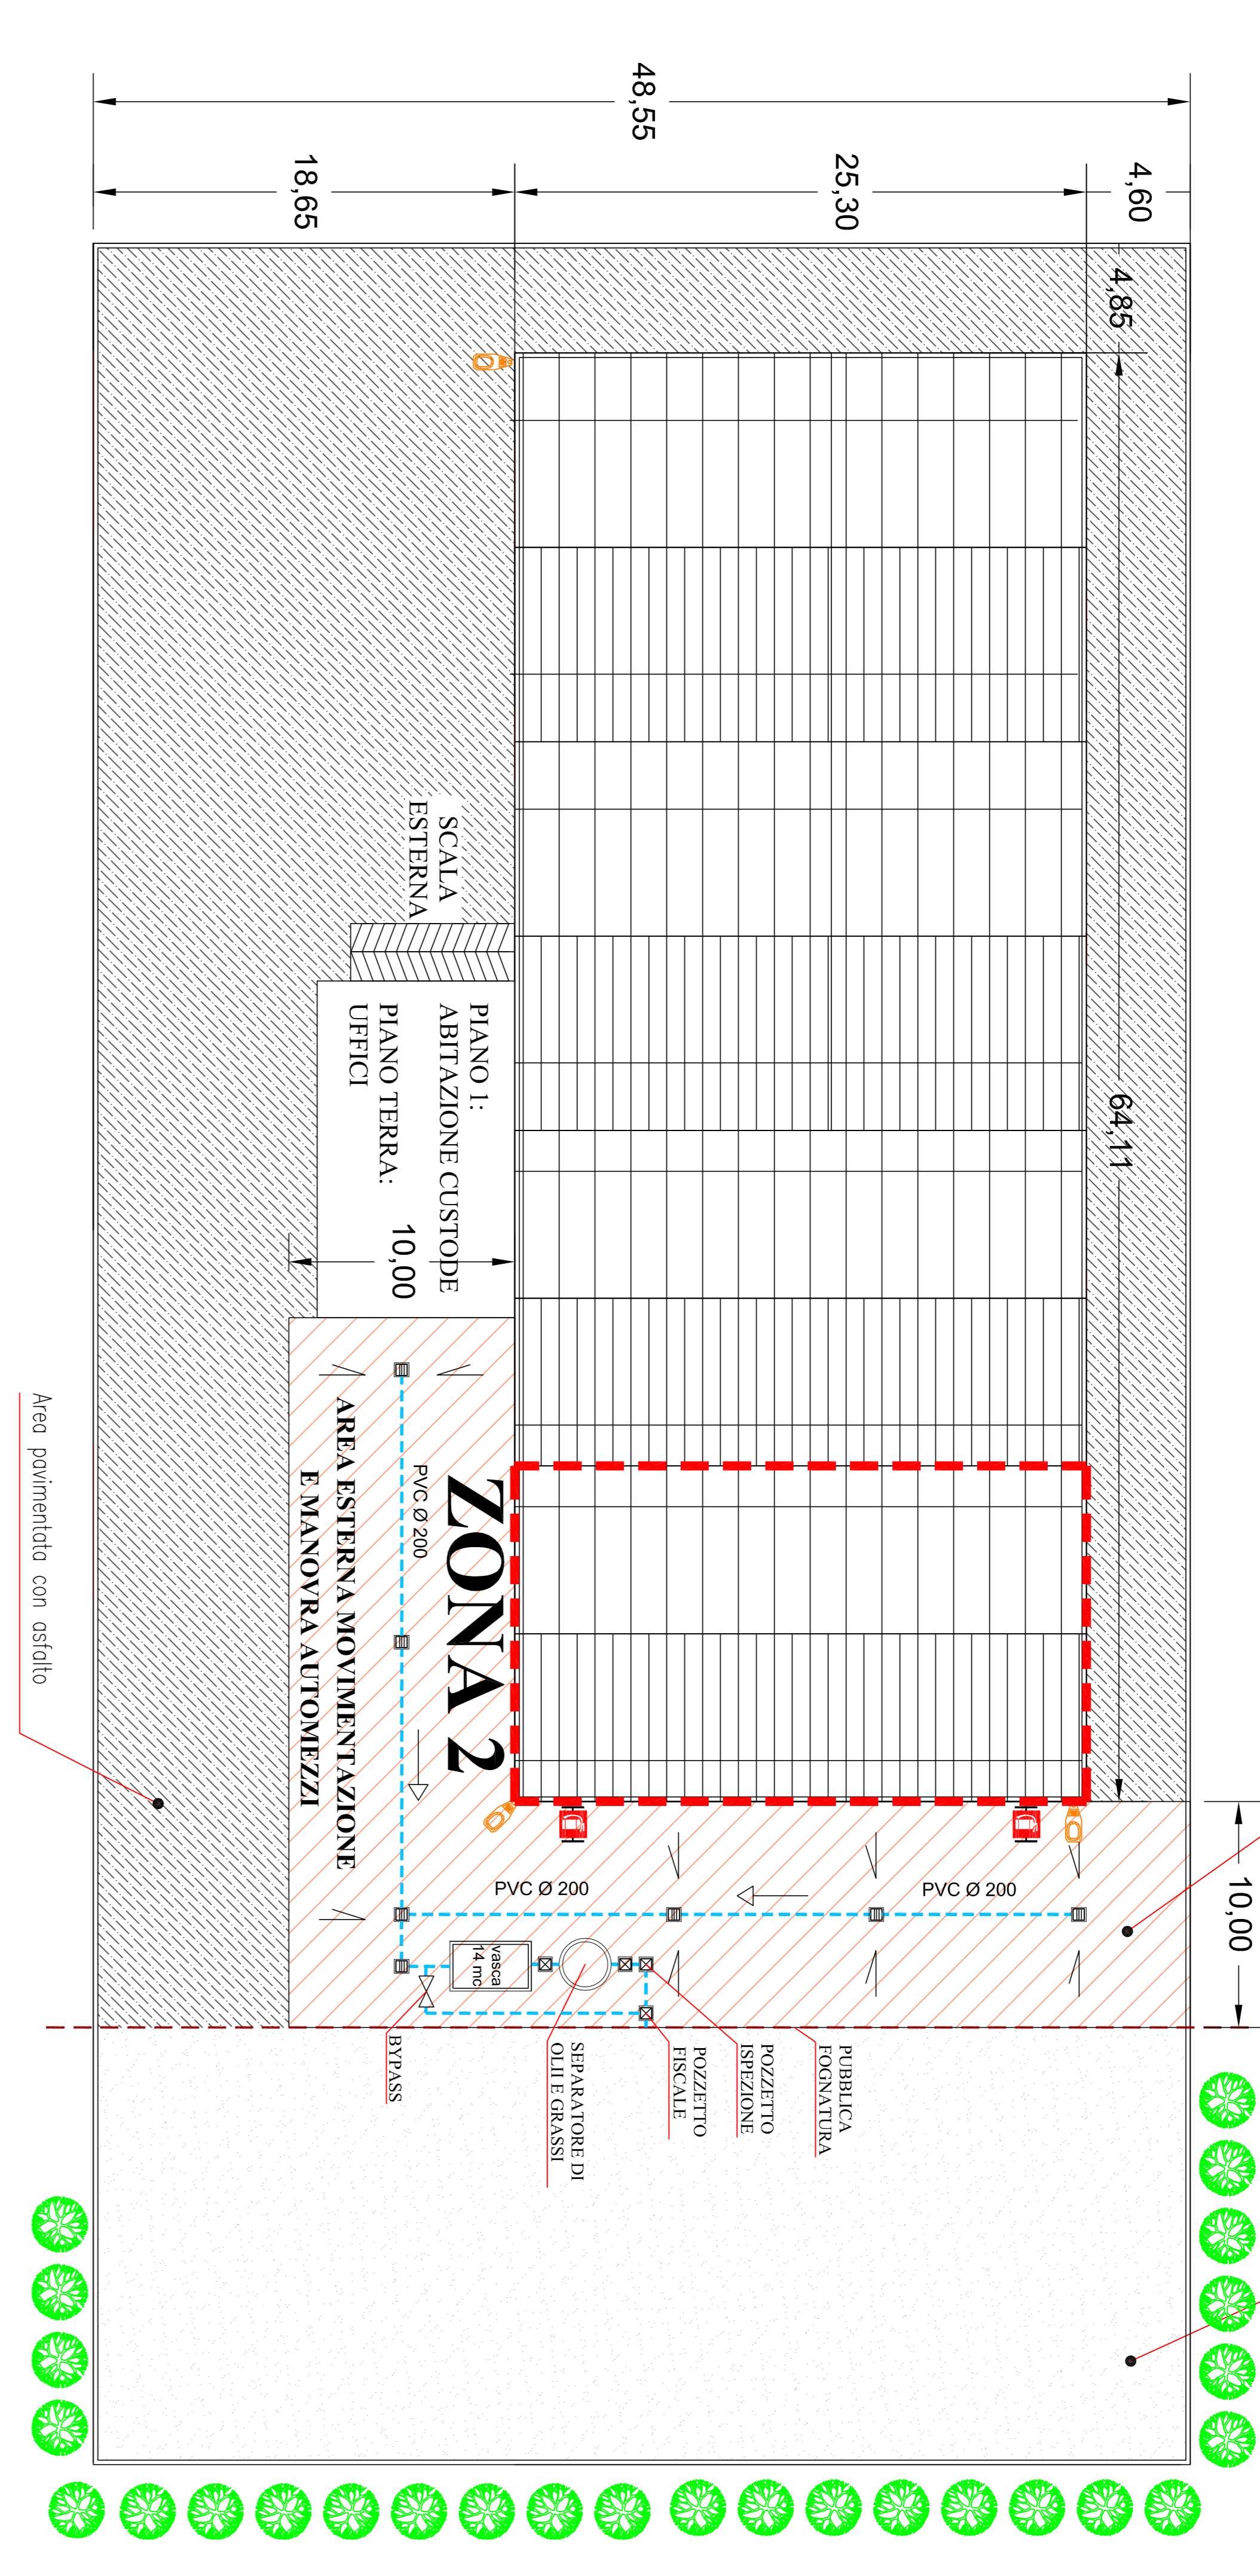 48,55
18,65
25,30
4,60
4,85
64,11
SCALA
ESTERNA
PIANO 1:
ABITAZIONE CUSTODE
PIANO TERRA:
UFFICI
10,00
ZONA 2
PVC Ø 200
AREA ESTERNA MOVIMENTAZIONE
E MANOVRA AUTOMEZZI
PVC Ø 200
PVC Ø 200
10,00
vasca
14 mc
PUBBLICA
FOGNATURA
POZZETTO
ISPEZIONE
POZZETTO
FISCALE
SEPARATORE DI
OLII E GRASSI
BYPASS
Area pavimentata con asfalto